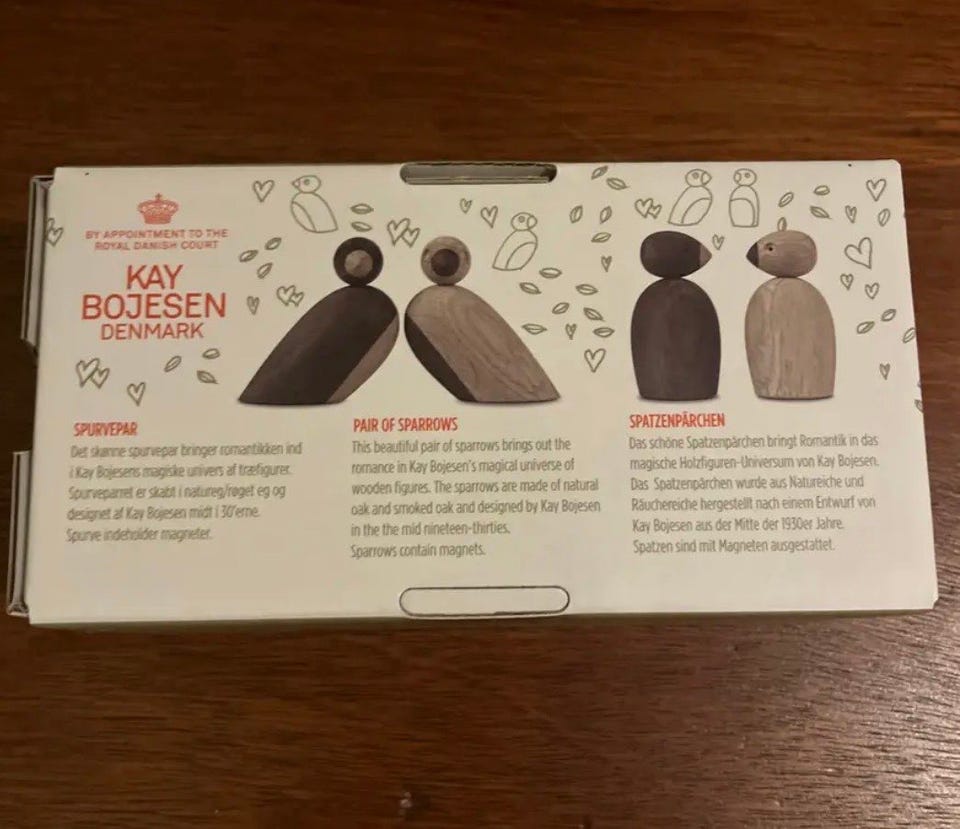 BY APPOINTMENT TO THE
ROYAL DANISH COURT
KAY
BOJESEN
DENMARK
SPURVEPAR
Det skønne spurvepar bringer romantikken ind
i Kay Bojesens magiske univers af træfigurer.
Spurveparret er skabt i natureg/røget eg og
designet af Kay Bojesen midt i 30'erne.
Spurve indeholder magneter.
PAIR OF SPARROWS
This beautiful pair of sparrows brings out the
romance in Kay Bojesen's magical universe of
wooden figures. The sparrows are made of natural
oak and smoked oak and designed by Kay Bojesen
in the the mid nineteen-thirties.
Sparrows contain magnets.
SPATZENPÄRCHEN
Das schöne Spatzenpärchen bringt Romantik in das
magische Holzfiguren-Universum von Kay Bojesen.
Das Spatzenpärchen wurde aus Natureiche und
Räuchereiche hergestellt nach einem Entwurf von
Kay Bojesen aus der Mitte der 1930er Jahre.
Spatzen sind mit Magneten ausgestattet.